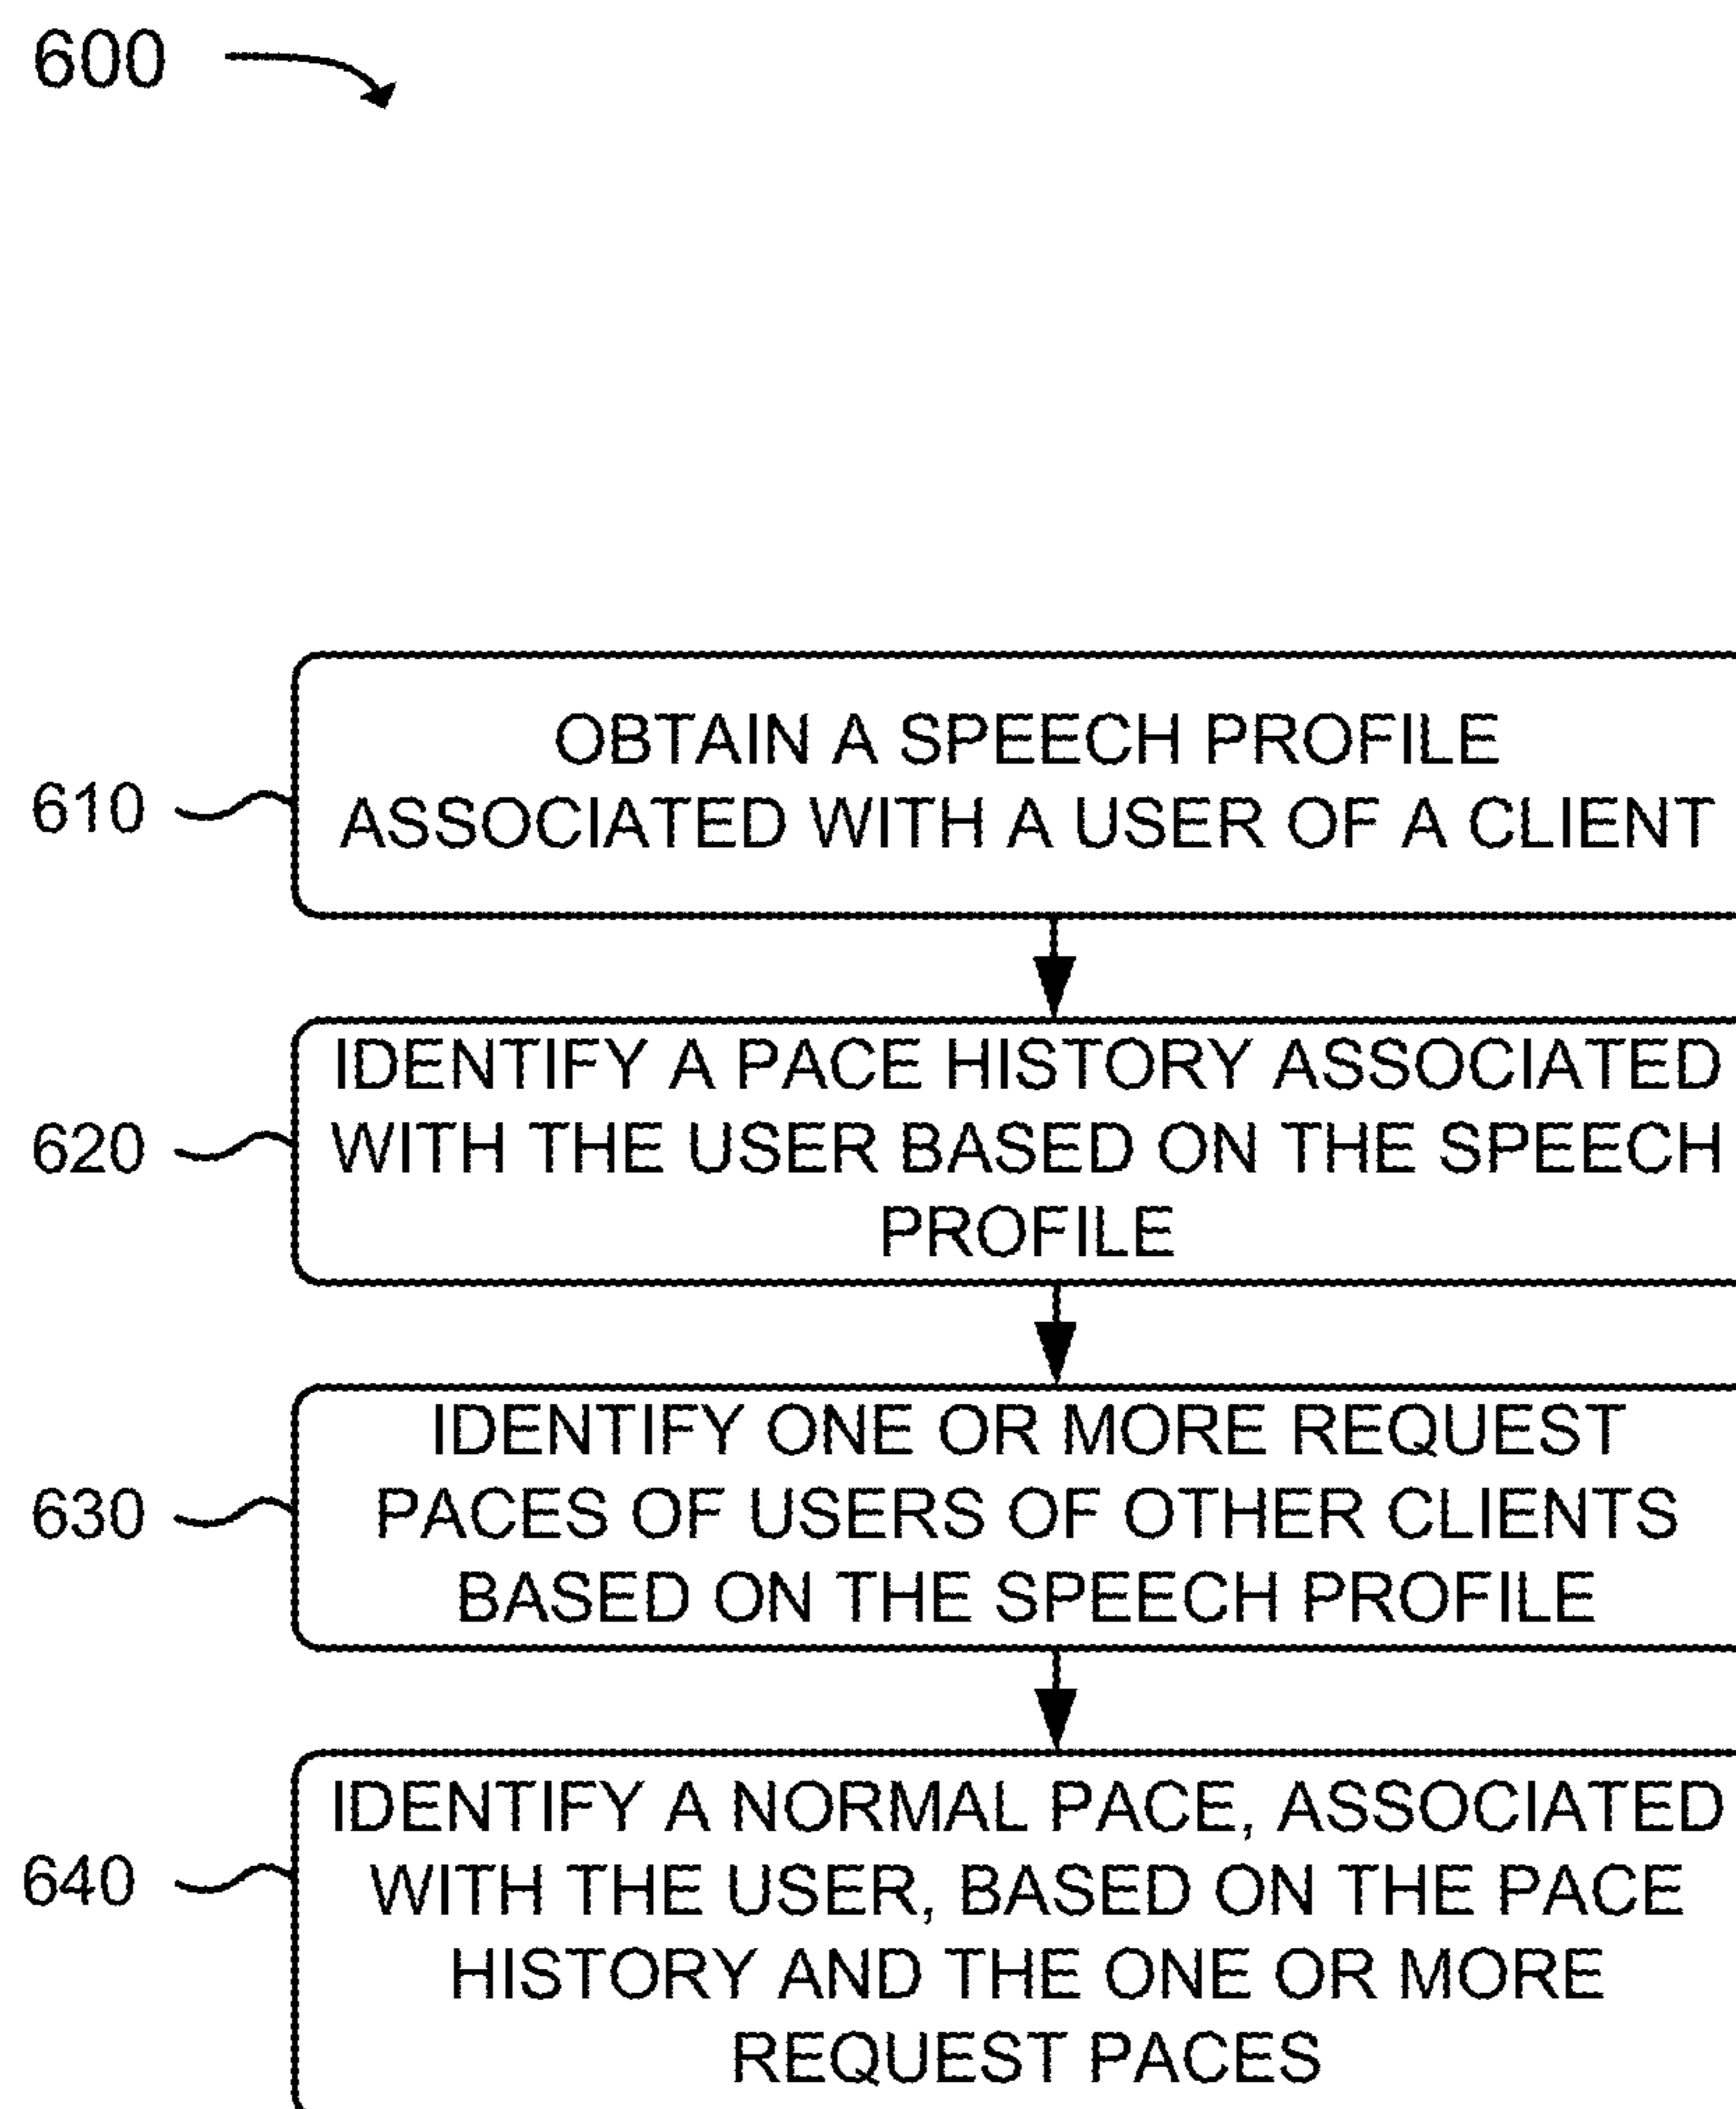 600
610
OBTAIN A SPEECH PROFILE
ASSOCIATED WITH A USER OF A CLIENT
620
IDENTIFY A PACE HISTORY ASSOCIATED
WITH THE USER BASED ON THE SPEECH
PROFILE
630
IDENTIFY ONE OR MORE REQUEST
PACES OF USERS OF OTHER CLIENTS
BASED ON THE SPEECH PROFILE
640
IDENTIFY A NORMAL PACE, ASSOCIATED
WITH THE USER, BASED ON THE PACE
HISTORY AND THE ONE OR MORE
REQUEST PACES